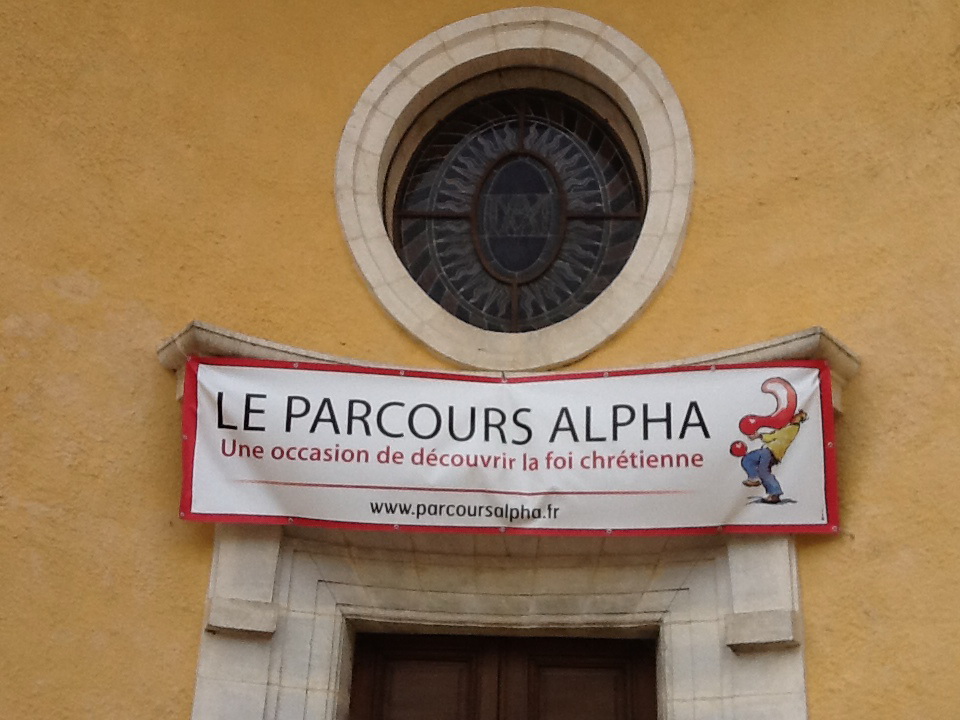 LE PARCOURS ALPHA
Une occasion de découvrir la foi chrétienne
www.parcoursalpha.fr